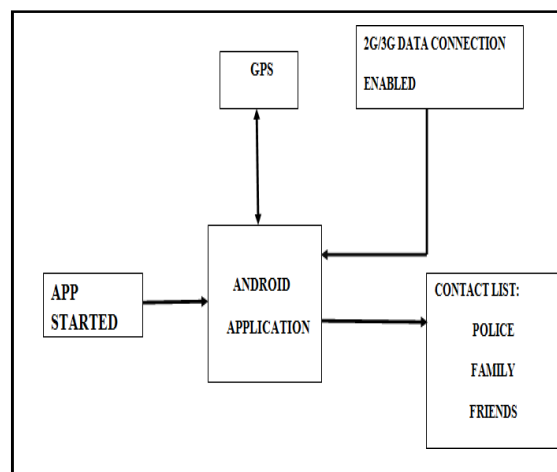 GPS
2G/3G DATA CONNECTION
ENABLED
APP
STARTED
ANDROID
APPLICATION
CONTACT LIST:
POLICE
FAMILY
FRIENDS